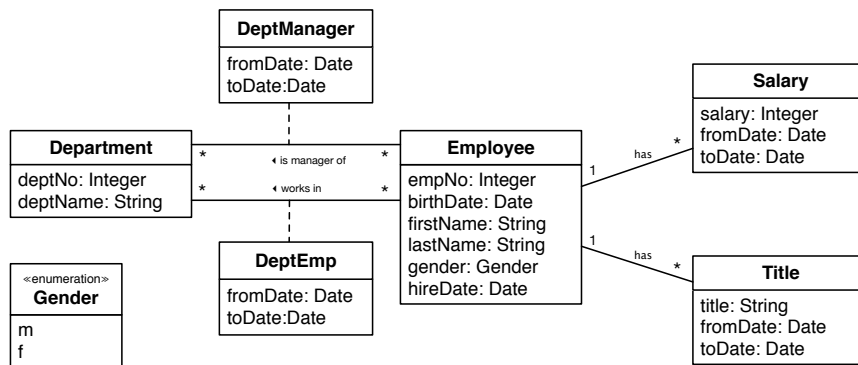 DeptManager
fromDate: Date
toDate:Date
Department
deptNo: Integer
deptName: String
*
*
◂ is manager of
*
*
◂ works in
Employee
empNo: Integer
birthDate: Date
firstName: String
lastName: String
gender: Gender
hireDate: Date
1
has
*
Salary
salary: Integer
fromDate: Date
toDate: Date
1
has
*
Title
title: String
fromDate: Date
toDate: Date
DeptEmp
fromDate: Date
toDate:Date
«enumeration»
Gender
m
f